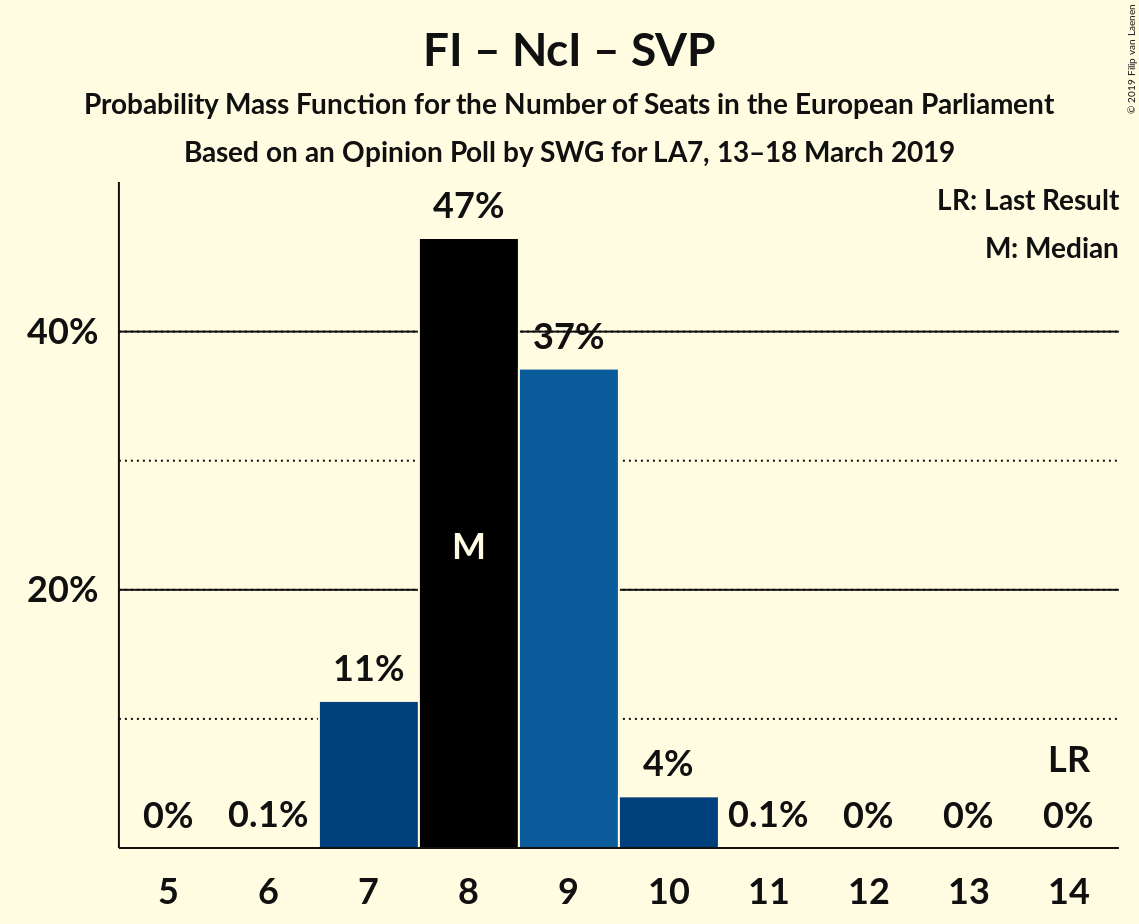 FI – NcI – SVP
Probability Mass Function for the Number of Seats in the European Parliament
Based on an Opinion Poll by SWG for LA7, 13–18 March 2019
© 2019 Filip van Laenen
LR: Last Result
M: Median
40%
20%
0%
0.1%
11%
47%
M
37%
4%
0.1%
0%
0%
LR
0%
5 6 7 8 9 10 11 12 13 14